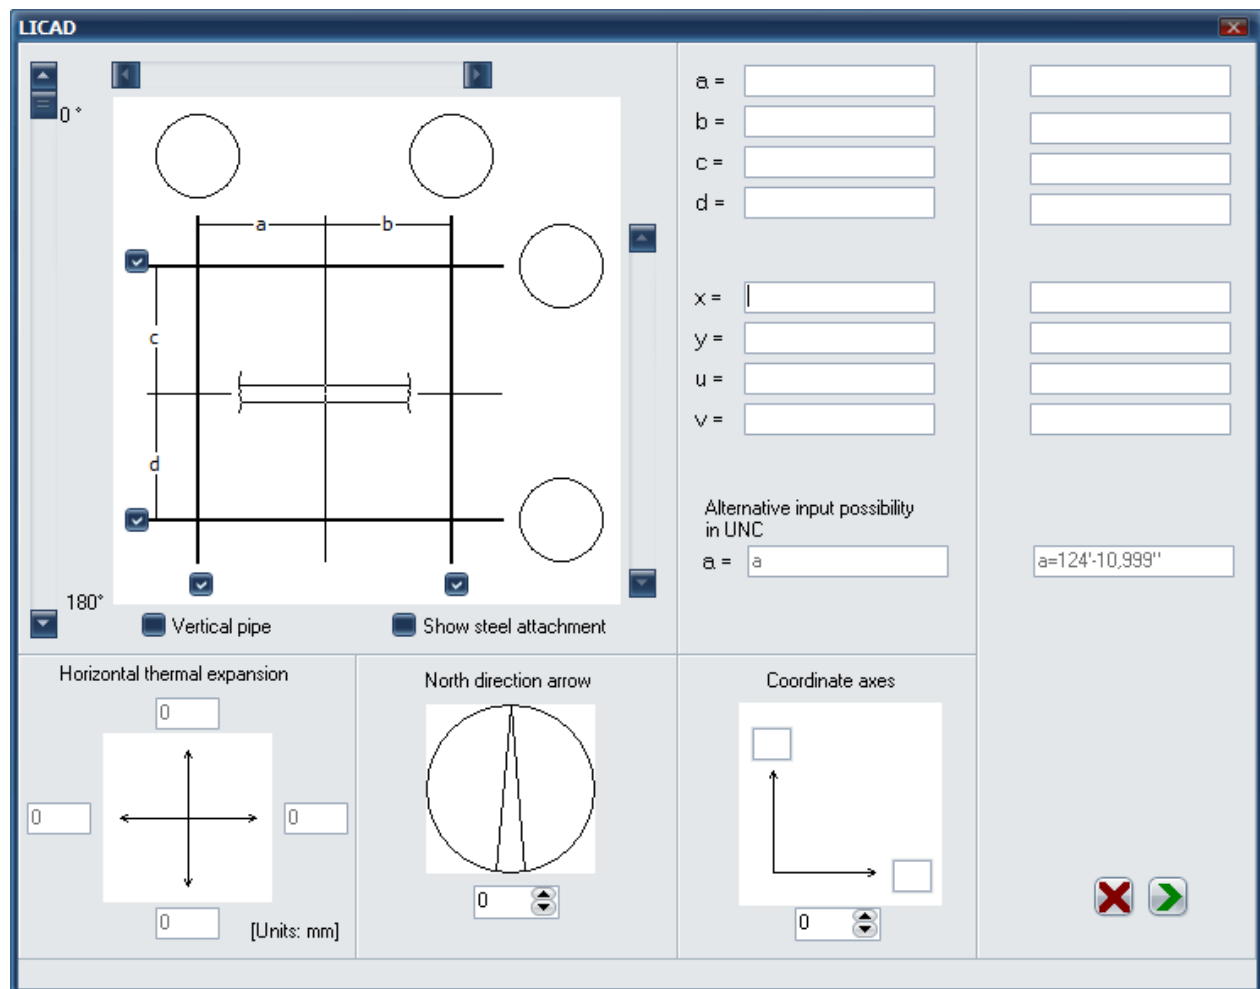 LICAD
0 °
a
b
c
d
180°
Vertical pipe
Show steel attachment
a =
b =
c =
d =
x =
y =
u =
v =
Alternative input possibility
in UNC
a =
a
a=124'-10,999"
Horizontal thermal expansion
0
0
0
0
[Units: mm]
North direction arrow
0
Coordinate axes
0